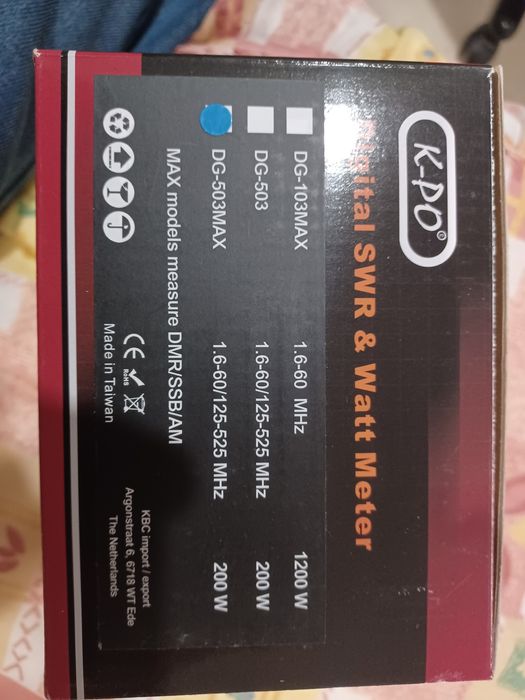 K-PO®
Digital SWR & Watt Meter
DG-103MAX 1.6-60 MHz 1200 W
DG-503 1.6-60/125-525 MHz 200 W
DG-503MAX 1.6-60/125-525 MHz 200 W
MAX models measure DMR/SSB/AM
CE RoHS
Made in Taiwan
KBC import / export
Argonstraat 6, 6718 WT Ede
The Netherlands